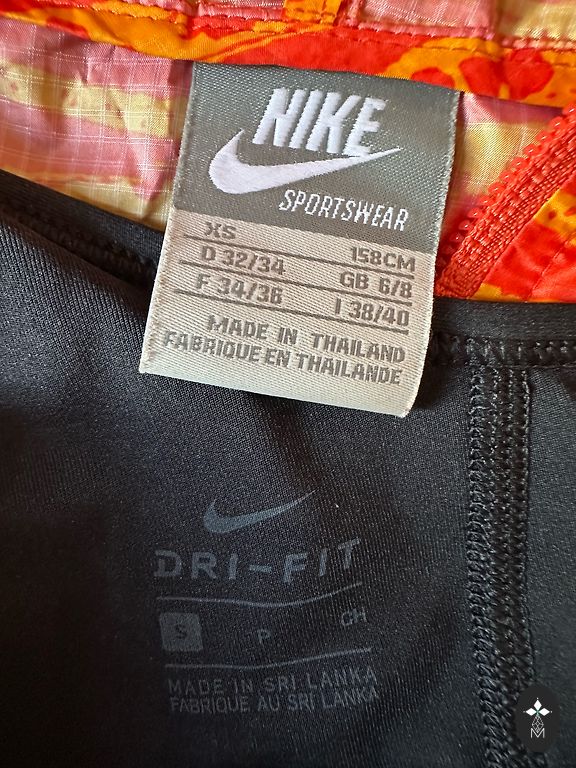 NIKE
SPORTSWEAR
XS 158CM
D 32/34 GB 6/8
F 34/36 I 38/40
MADE IN THAILAND
FABRIQUE EN THAILANDE
DRI-FIT
S P CH
MADE IN SRI LANKA
FABRIQUE AU SRI LANKA
M